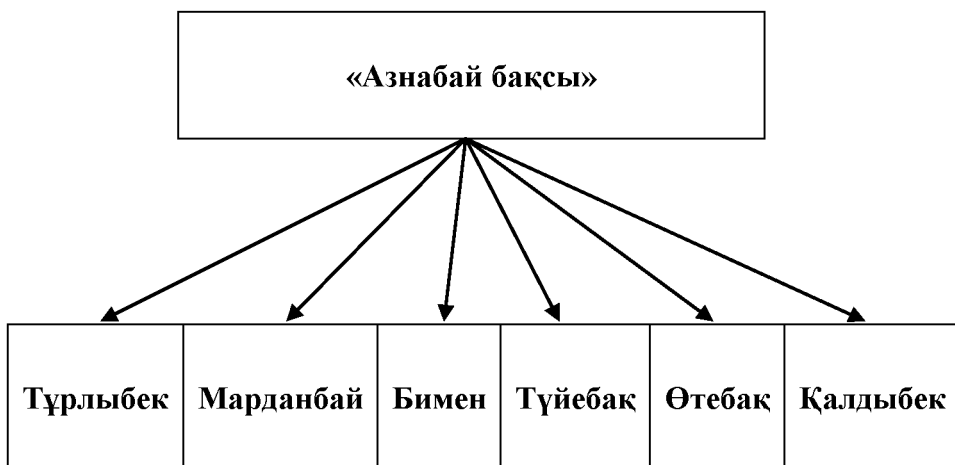 «Азнабай бақсы»
Тұрлыбек Марданбай Бимен Түйебақ Өтебақ Қалдыбек